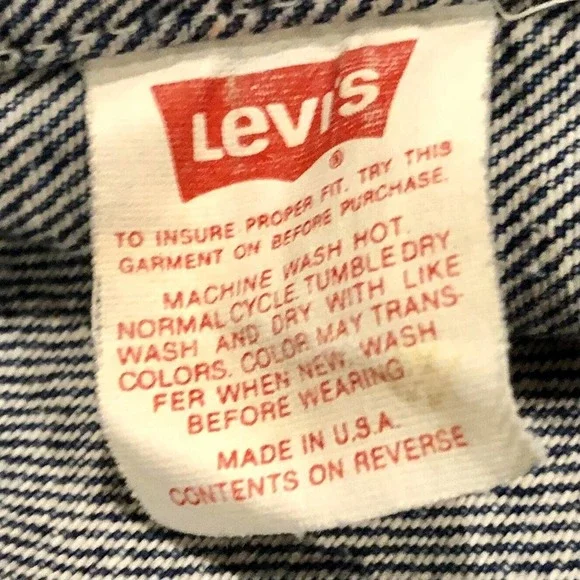 Levi's
®
TO INSURE PROPER FIT. TRY THIS
GARMENT ON BEFORE PURCHASE.
MACHINE WASH HOT.
NORMAL CYCLE TUMBLE DRY
WASH AND DRY WITH LIKE
COLORS. COLOR MAY TRANS-
FER WHEN NEW. WASH
BEFORE WEARING
MADE IN U.S.A.
CONTENTS ON REVERSE